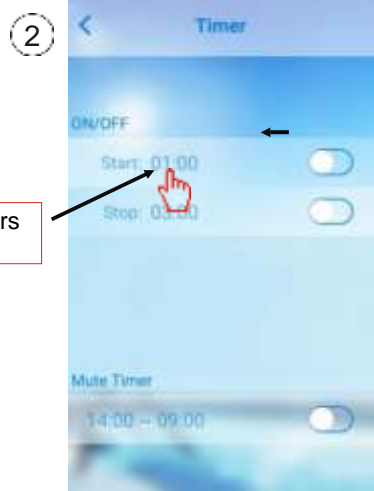 2
Timer
ON/OFF
Start: 01:00
rs
Stop: 03:00
Mute Timer
14:00 -- 09:00